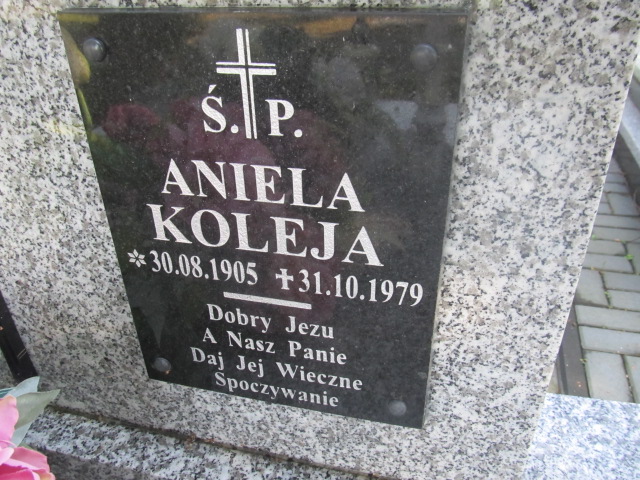 Ś.P.
ANIELA
KOLEJA
*30.08.1905 ✝31.10.1979
Dobry Jezu
A Nasz Panie
Daj Jej Wieczne
Spoczywanie